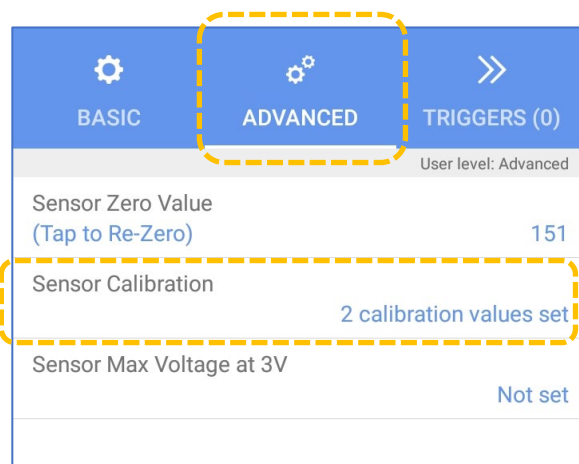 BASIC
ADVANCED
TRIGGERS (0)
User level: Advanced
Sensor Zero Value
(Tap to Re-Zero) 151
Sensor Calibration
2 calibration values set
Sensor Max Voltage at 3V
Not set